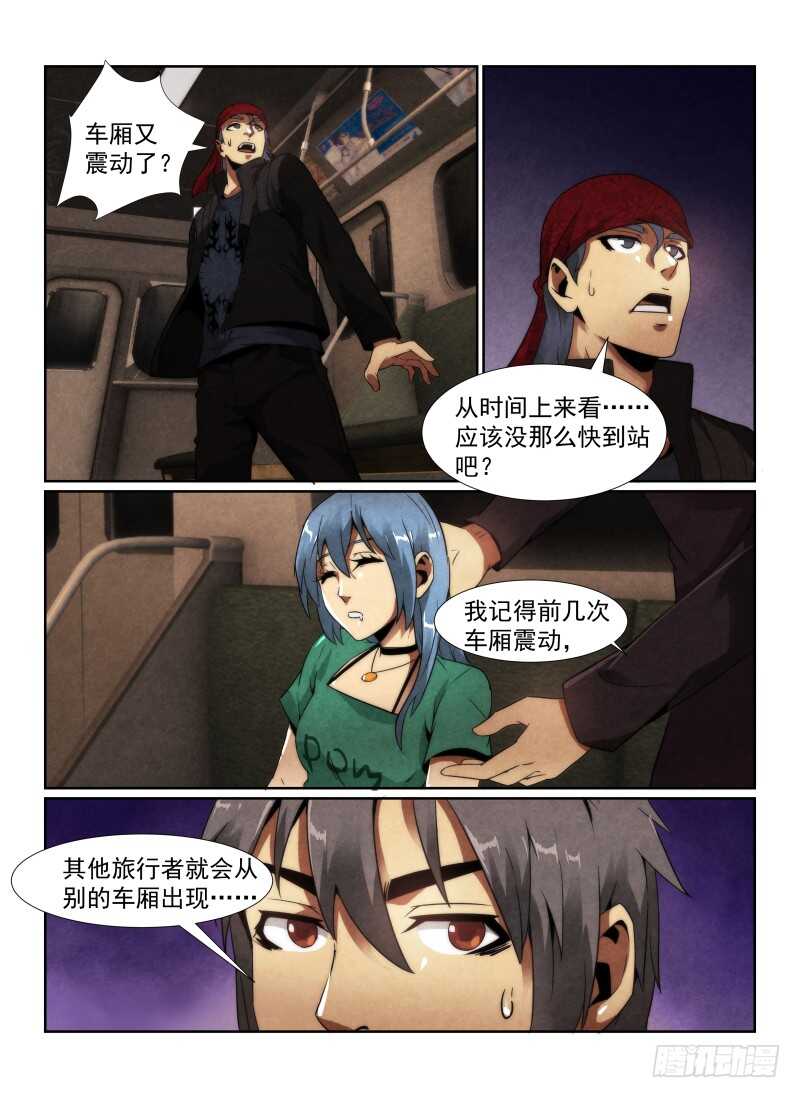 车厢又
震动了？
从时间上来看……
应该没那么快到站
吧？
我记得前几次
车厢震动，
pow
其他旅行者就会从
别的车厢出现……
腾讯动漫